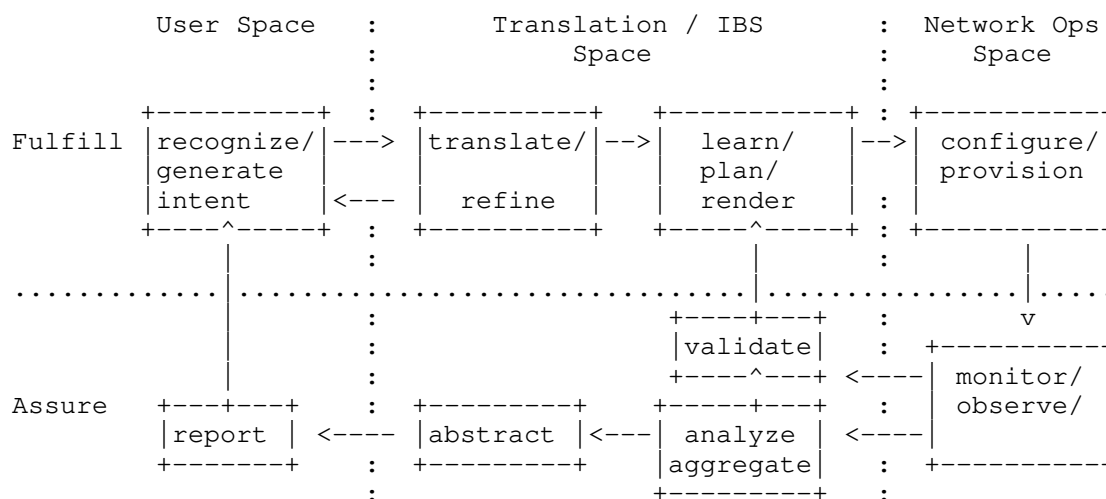 User Space : Translation / IBS : Network Ops
: Space : Space
: :
+----------+ : +----------+ +-----------+ : +------------
Fulfill |recognize/|---> |translate/ |-->| learn/ |-->| configure/
|generate | | | plan/ | | provision
|intent |<--- | refine | | render | : |
+----^-----+ : +----------+ +-----^-----+ : +------------
| : | : |
..............|................................|................|.....
| : +----+---+ : v
| : |validate| : +-----------
| : +----^---+ <----| monitor/
Assure +---+---+ : +---------+ +-----+---+ : | observe/
|report | <---- |abstract |<---| analyze | <----|
+-------+ : +---------+ |aggregate| : +-----------
: +---------+ :